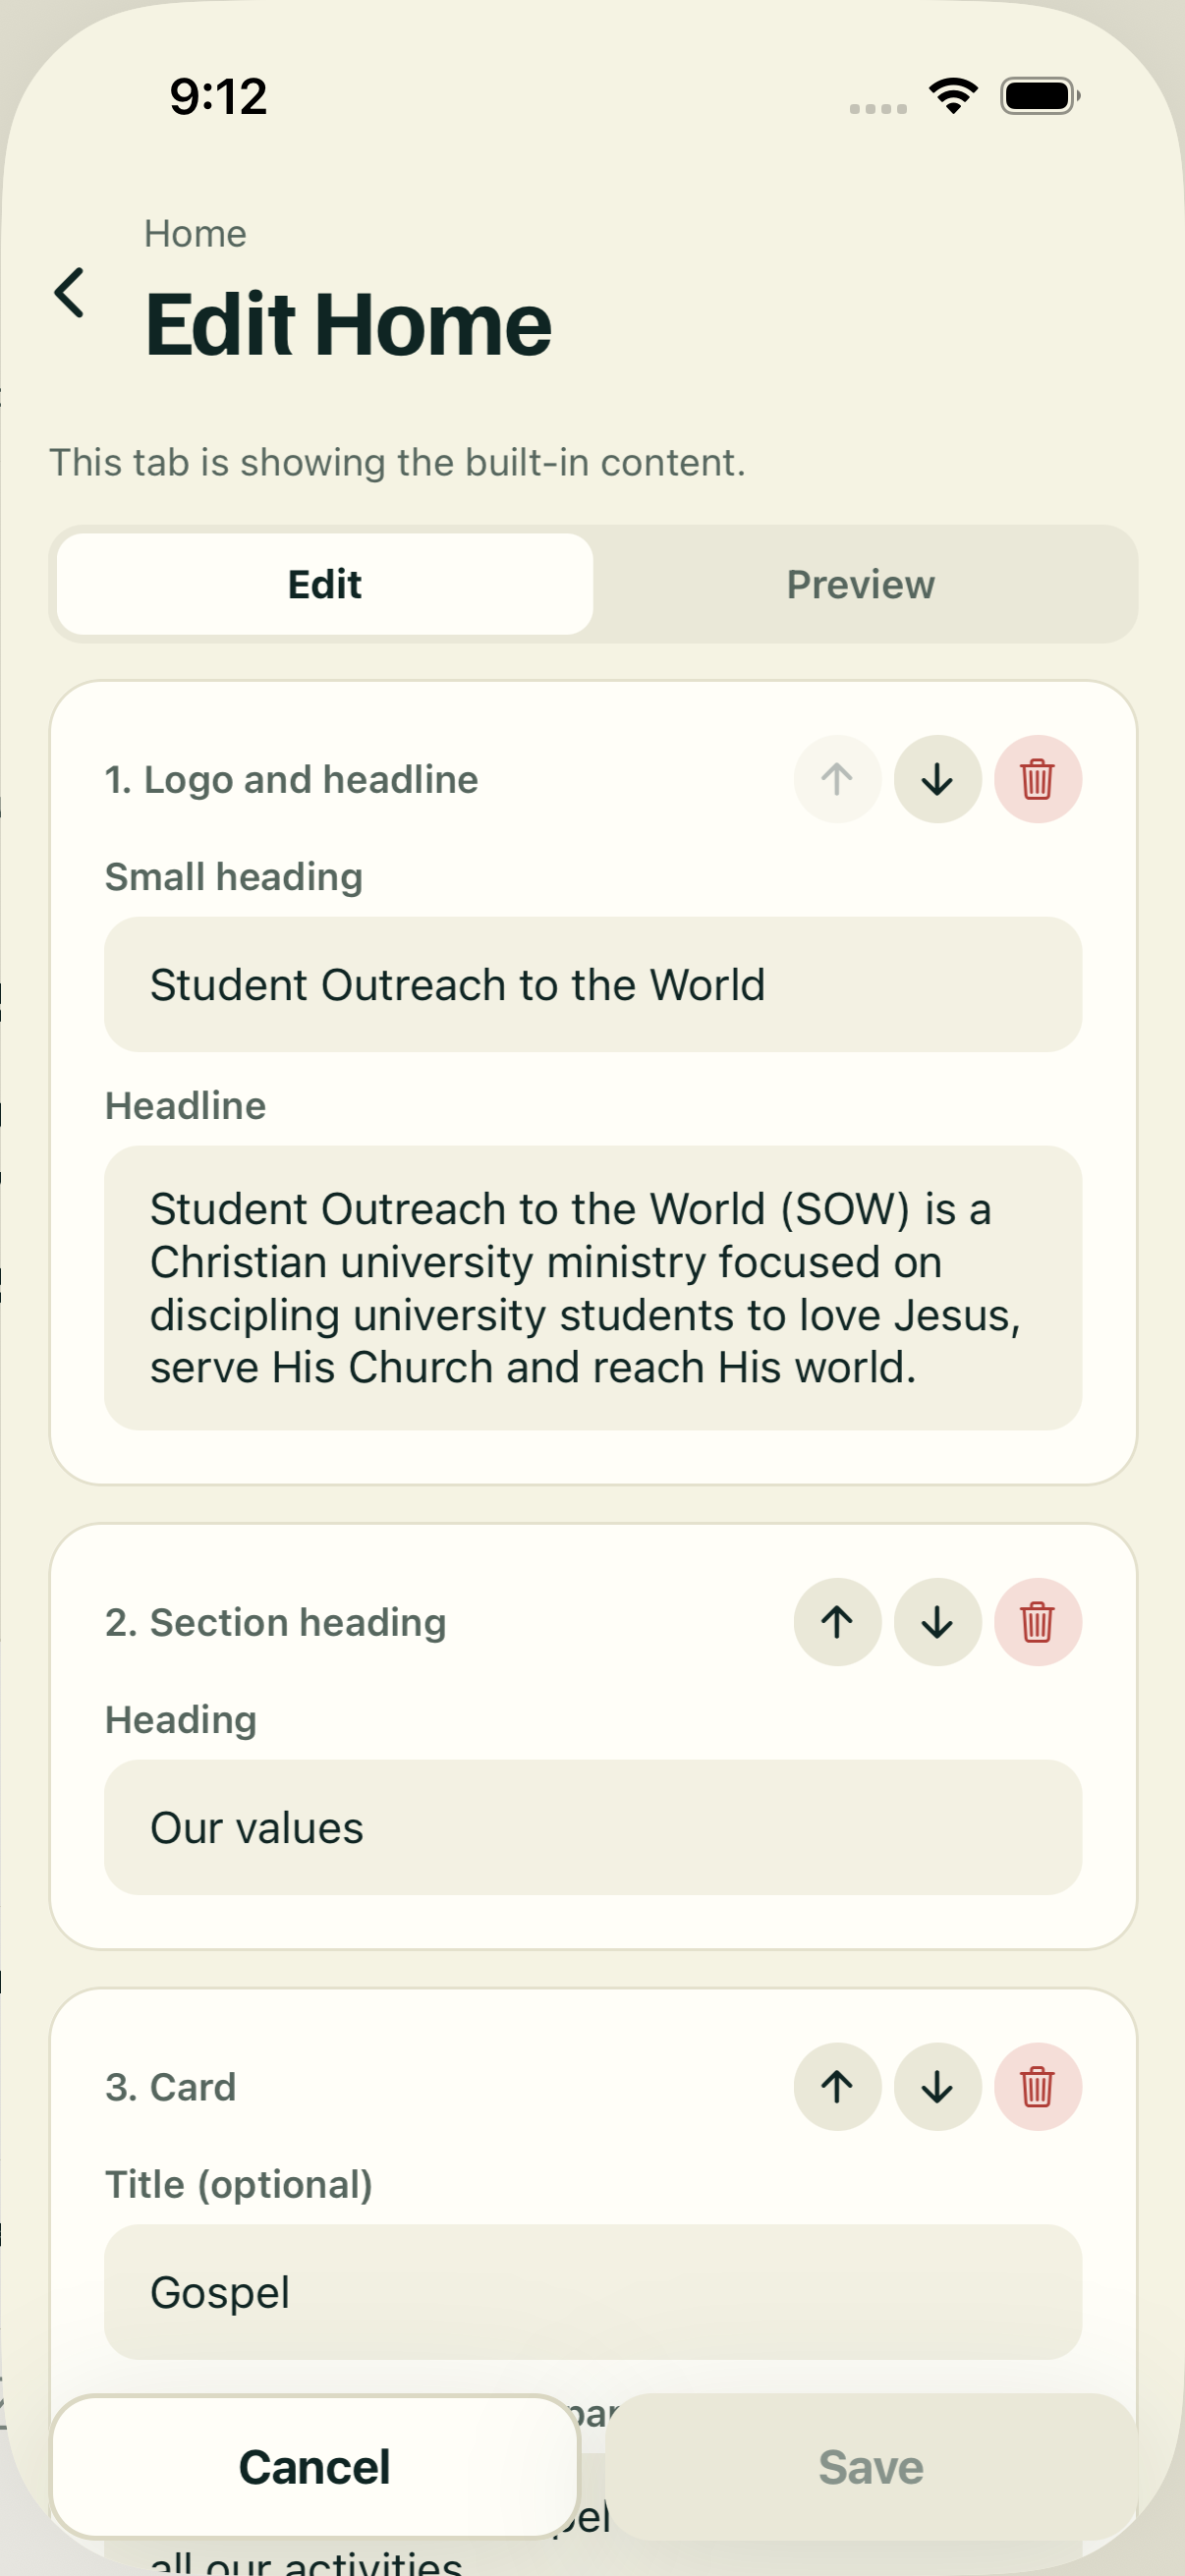 9:12
Home
Edit Home
This tab is showing the built-in content.
Edit
Preview
1. Logo and headline
Small heading
Student Outreach to the World
Headline
Student Outreach to the World (SOW) is a
Christian university ministry focused on
discipling university students to love Jesus,
serve His Church and reach His world.
2. Section heading
Heading
Our values
3. Card
Title (optional)
Gospel
Cancel
Save
all our activities